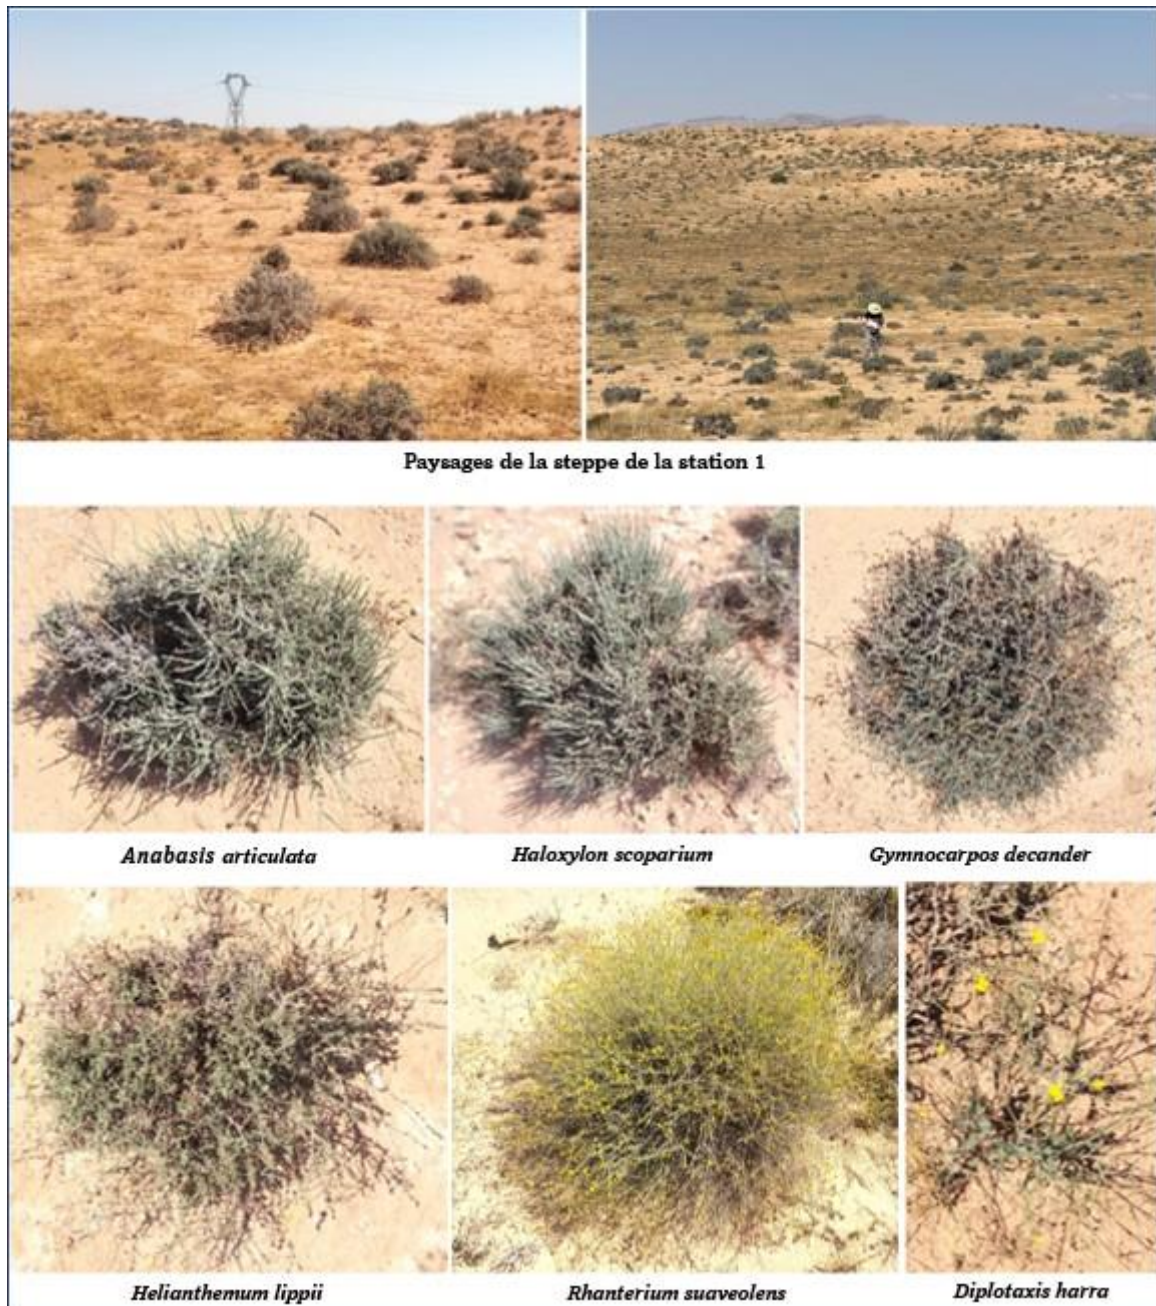 Paysages de la steppe de la station 1
Anabasis articulata
Haloxylon scoparium
Gymnocarpos decander
Helianthemum lippii
Rhanterium suaveolens
Diplotaxis harra